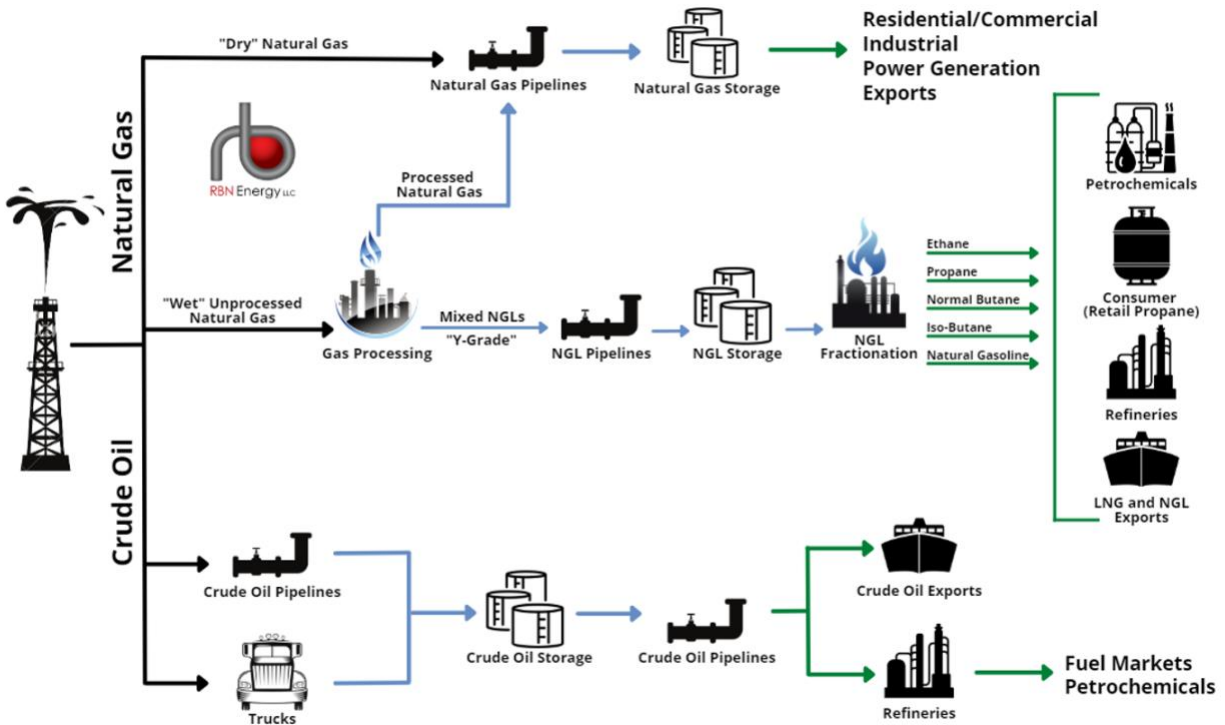 Natural Gas
Crude Oil
"Dry" Natural Gas
Natural Gas Pipelines
Natural Gas Storage
Residential/Commercial
Industrial
Power Generation
Exports
RBN Energy LLC
Processed
Natural Gas
"Wet" Unprocessed
Natural Gas
Gas Processing
Mixed NGLs
"Y-Grade"
NGL Pipelines
NGL Storage
NGL
Fractionation
Ethane
Propane
Normal Butane
Iso-Butane
Natural Gasoline
Petrochemicals
Consumer
(Retail Propane)
Refineries
LNG and NGL
Exports
Crude Oil Pipelines
Trucks
Crude Oil Storage
Crude Oil Pipelines
Crude Oil Exports
Refineries
Fuel Markets
Petrochemicals